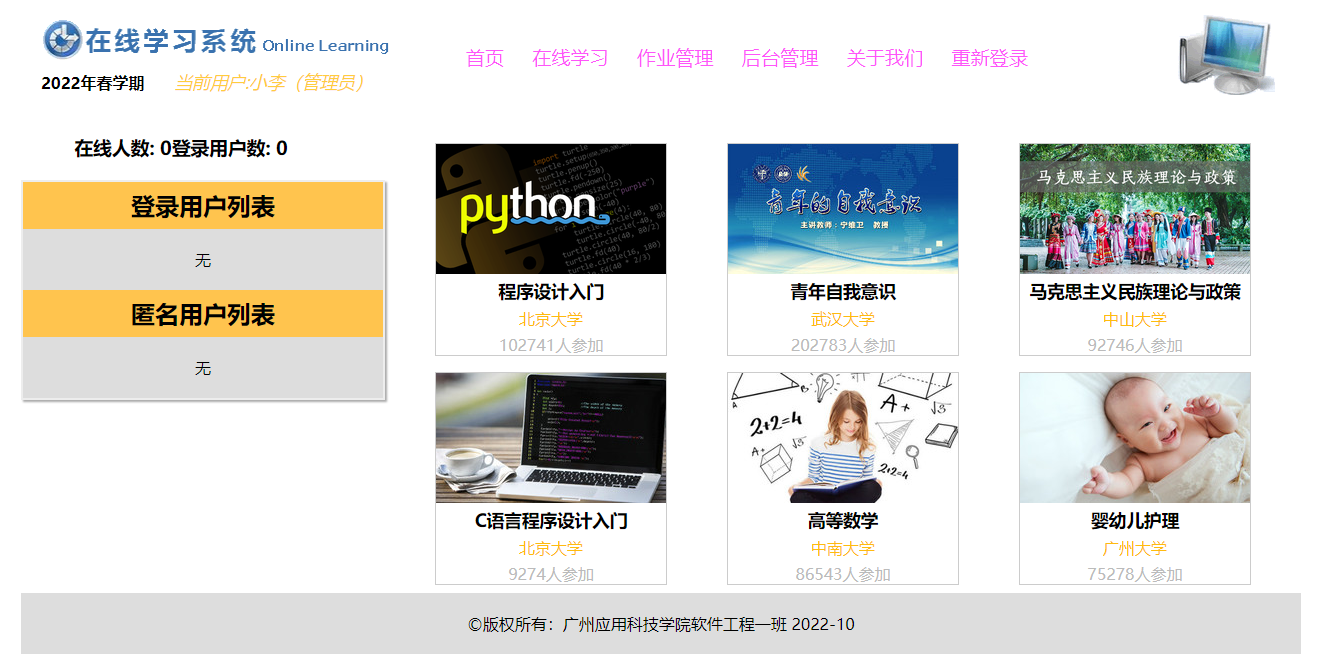 在线学习系统 Online Learning
2022年春学期 当前用户:小李（管理员）
首页 在线学习 作业管理 后台管理 关于我们 重新登录
在线人数: 0登录用户数: 0
登录用户列表
无
匿名用户列表
无
python
import turtle
程序设计入门
北京大学
102741人参加
青年的自我意识
主讲教师：宁维卫 教授
青年自我意识
武汉大学
202783人参加
马克思主义民族理论与政策
马克思主义民族理论与政策
中山大学
92746人参加
C语言程序设计入门
北京大学
9274人参加
2+2=4
A+
√3
A+
√3
2+2=4
高等数学
中南大学
86543人参加
婴幼儿护理
广州大学
75278人参加
©版权所有：广州应用科技学院软件工程一班 2022-10